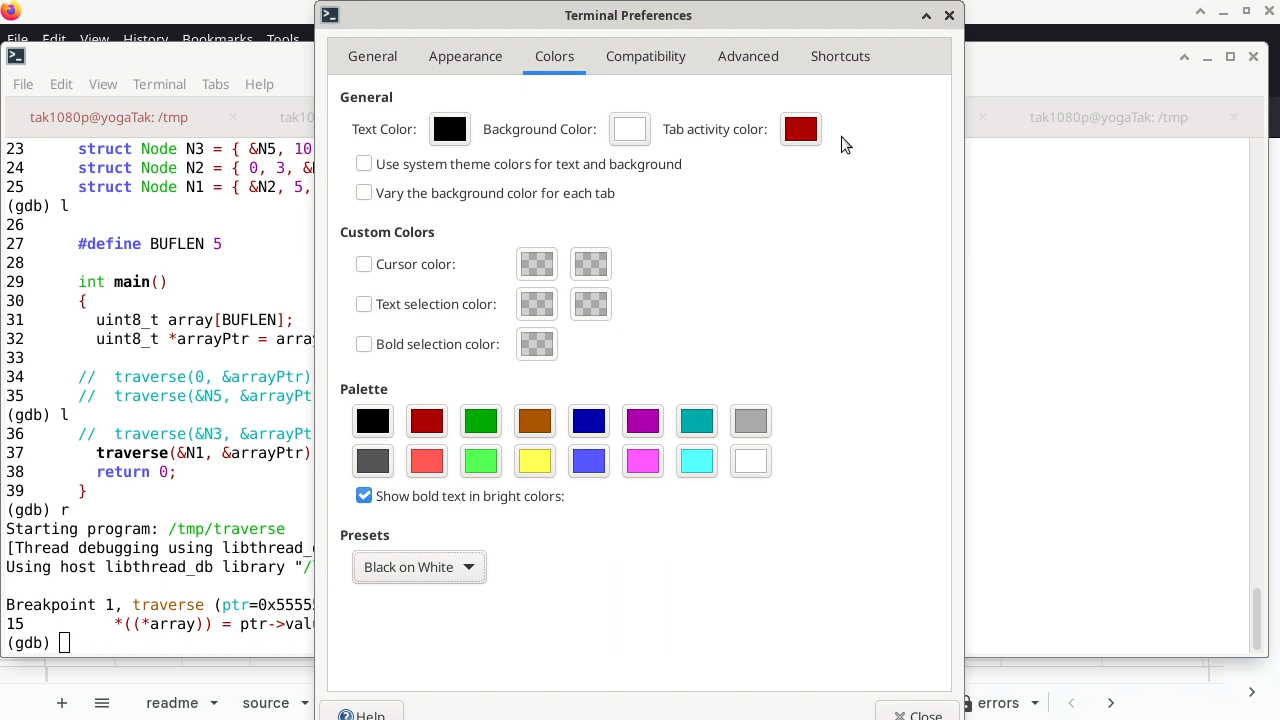 Terminal Preferences
File Edit View History Bookmarks Tools
File Edit View Terminal Tabs Help
General Appearance Colors Compatibility Advanced Shortcuts
tak1080p@yogaTak: /tmp
tak10
tak1080p@yogaTak: /tmp
General
Text Color: Background Color: Tab activity color:
Use system theme colors for text and background
Vary the background color for each tab
Custom Colors
Cursor color:
Text selection color:
Bold selection color:
Palette
Show bold text in bright colors:
Presets
Black on White
Help
Close
23 struct Node N3 = { &N5, 10
24 struct Node N2 = { 0, 3, &
25 struct Node N1 = { &N2, 5,
(gdb) l
26
27 #define BUFLEN 5
28
29 int main()
30 {
31 uint8_t array[BUFLEN];
32 uint8_t *arrayPtr = arra
33
34 // traverse(0, &arrayPtr)
35 // traverse(&N5, &arrayPt
(gdb) l
36 // traverse(&N3, &arrayPt
37 traverse(&N1, &arrayPtr)
38 return 0;
39 }
(gdb) r
Starting program: /tmp/traverse
[Thread debugging using libthread_
Using host libthread_db library "/
Breakpoint 1, traverse (ptr=0x5555
15 *((*array)) = ptr->val
(gdb)
readme source errors